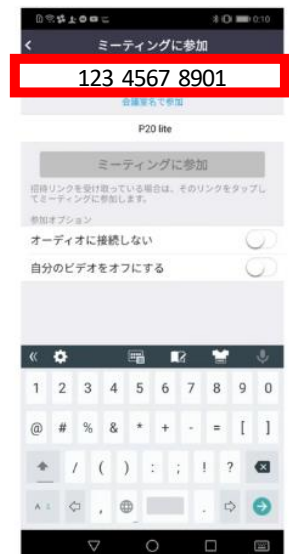 0:10
ミーティングに参加
123 4567 8901
会議室名で参加
P20 lite
ミーティングに参加
招待リンクを受け取っている場合は、そのリンクをタップし
てミーティングに参加します。
参加オプション
オーディオに接続しない
自分のビデオをオフにする
1 2 3 4 5 6 7 8 9 0
@ # % & * + - = [ ]
/ ( ) : ; ! ?
, .